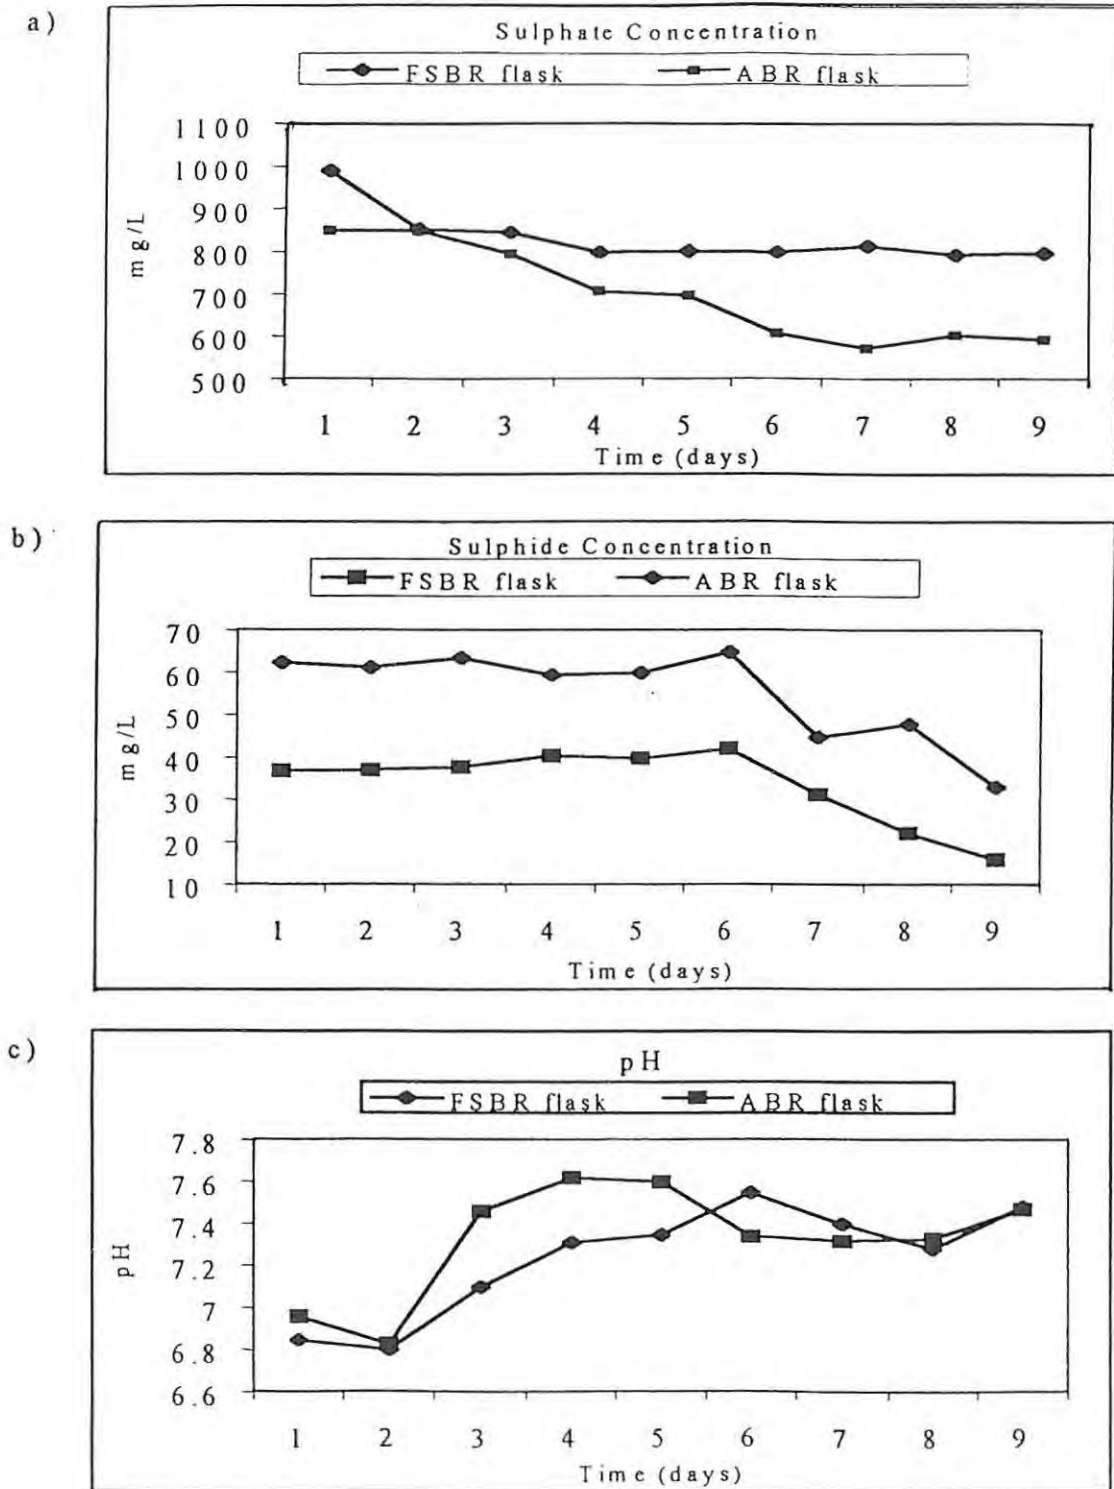 a)
Sulphate Concentration
FSBR flask ABR flask
1100
1000
900
800
700
600
500
mg/L
1 2 3 4 5 6 7 8 9
Time (days)
b)
Sulphide Concentration
FSBR flask ABR flask
70
60
50
40
30
20
10
mg/L
1 2 3 4 5 6 7 8 9
Time (days)
c)
pH
FSBR flask ABR flask
7.8
7.6
7.4
7.2
7
6.8
6.6
pH
1 2 3 4 5 6 7 8 9
Time (days)